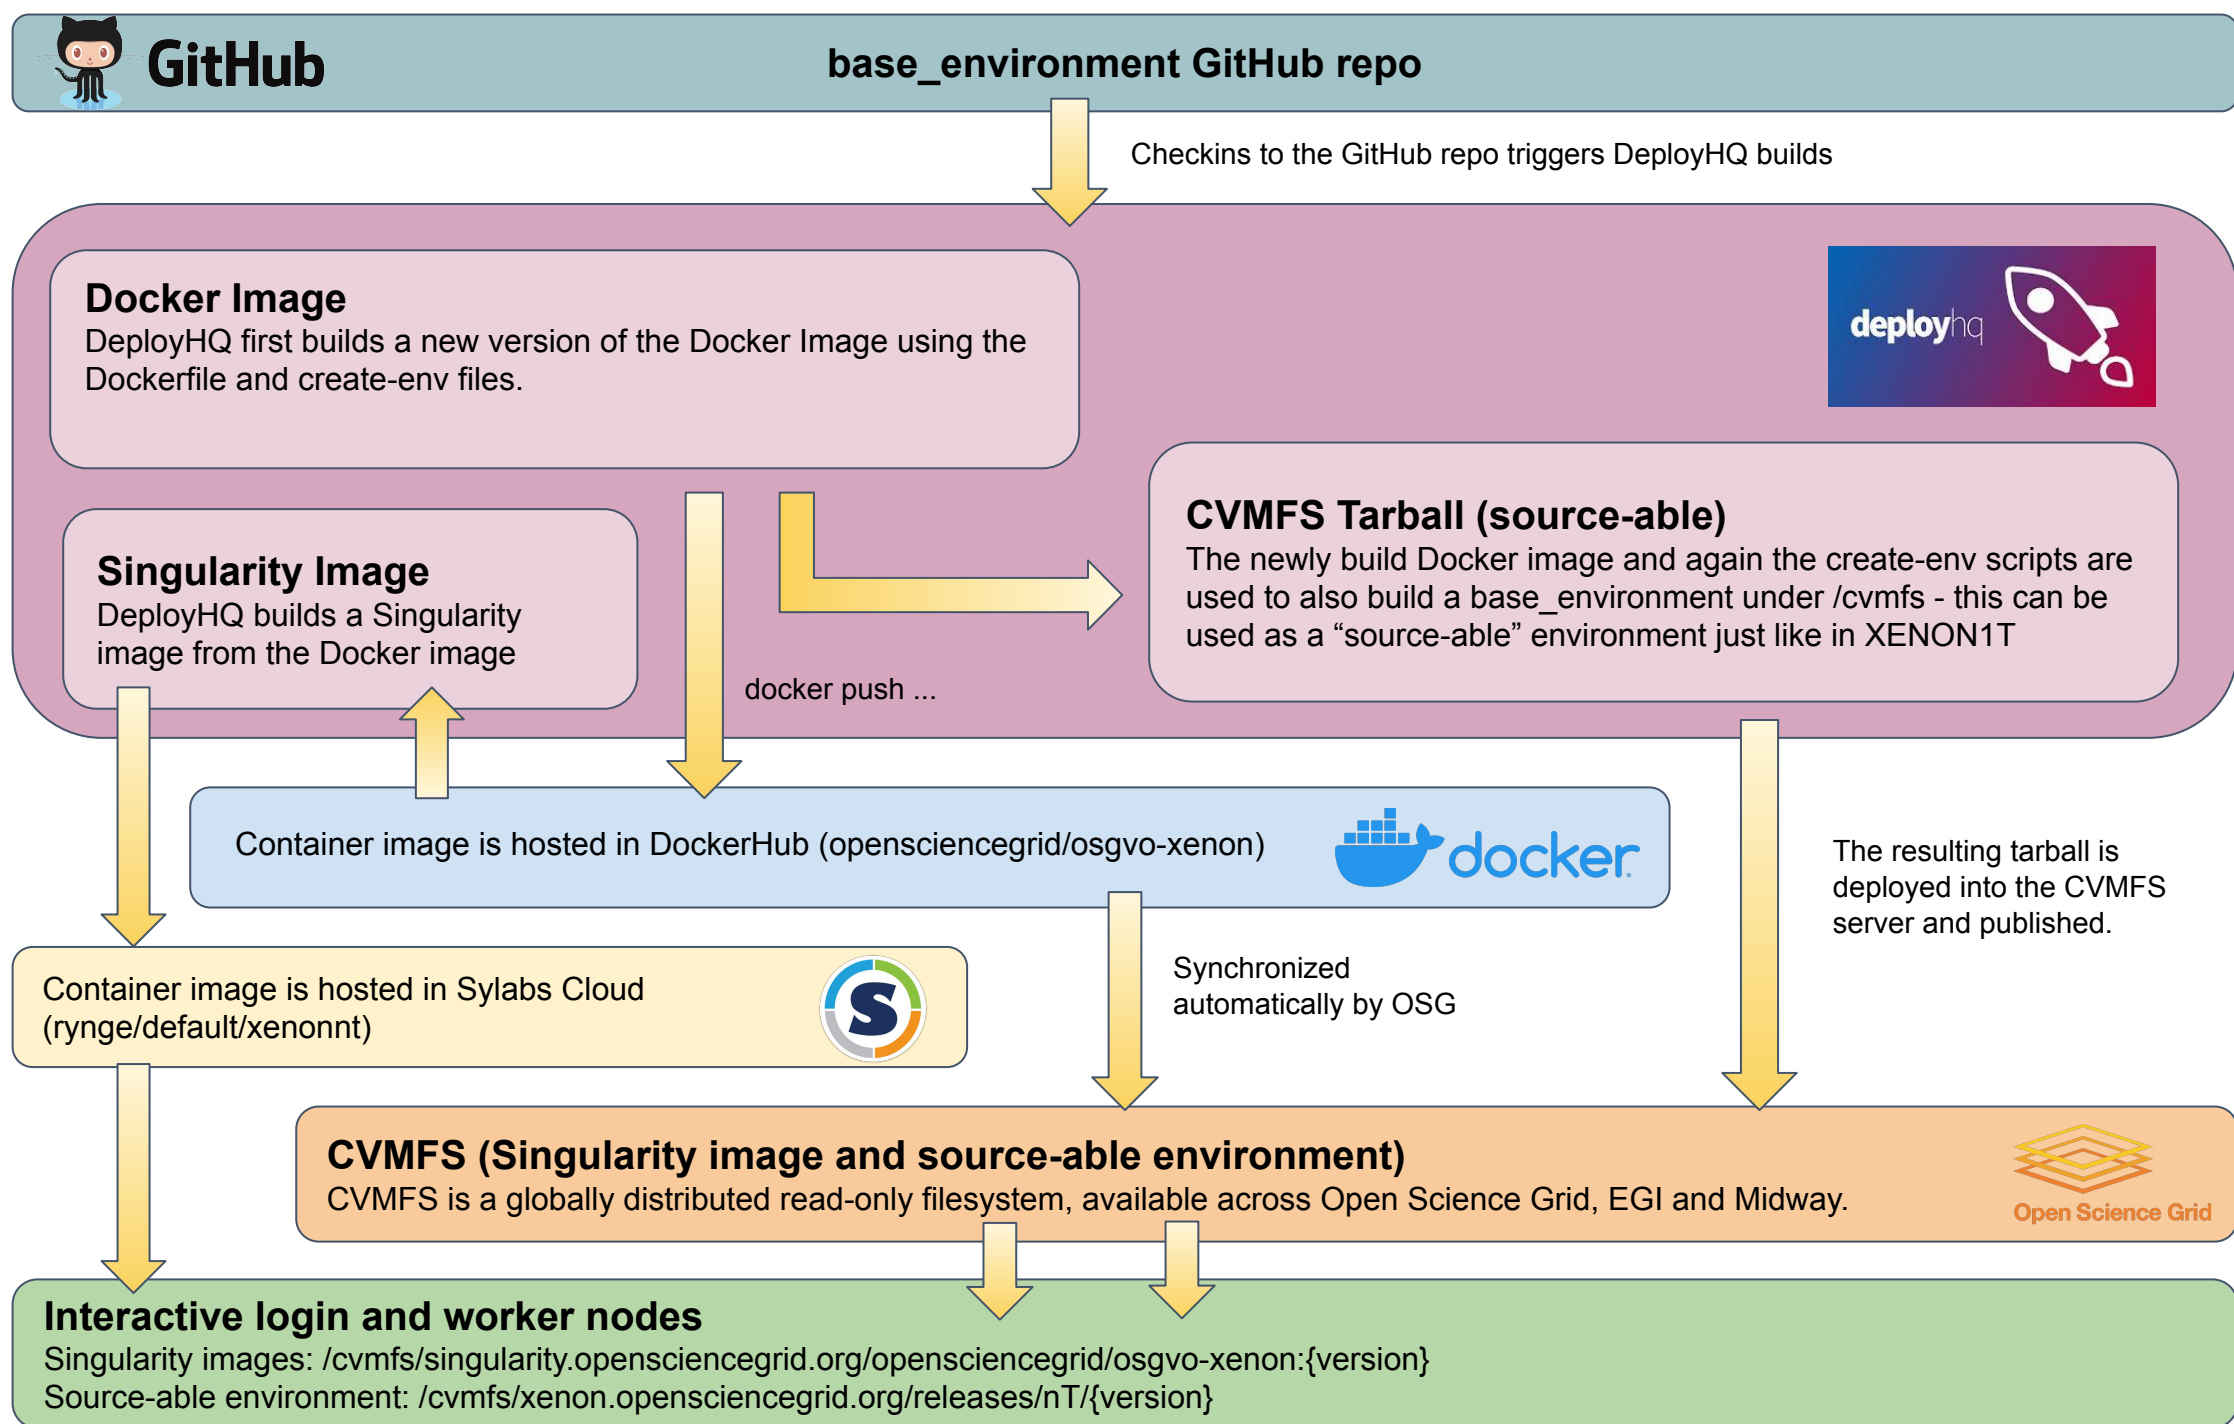 GitHub
base_environment GitHub repo
Checkins to the GitHub repo triggers DeployHQ builds
Docker Image
DeployHQ first builds a new version of the Docker Image using the
Dockerfile and create-env files.
deployhq
CVMFS Tarball (source-able)
The newly build Docker image and again the create-env scripts are
used to also build a base_environment under /cvmfs - this can be
used as a “source-able” environment just like in XENON1T
Singularity Image
DeployHQ builds a Singularity
image from the Docker image
docker push ...
Container image is hosted in DockerHub (opensciencegrid/osgvo-xenon)
docker.
The resulting tarball is
deployed into the CVMFS
server and published.
Container image is hosted in Sylabs Cloud
(rynge/default/xenonnt)
S
Synchronized
automatically by OSG
CVMFS (Singularity image and source-able environment)
CVMFS is a globally distributed read-only filesystem, available across Open Science Grid, EGI and Midway.
Open Science Grid
Interactive login and worker nodes
Singularity images: /cvmfs/singularity.opensciencegrid.org/opensciencegrid/osgvo-xenon:{version}
Source-able environment: /cvmfs/xenon.opensciencegrid.org/releases/nT/{version}